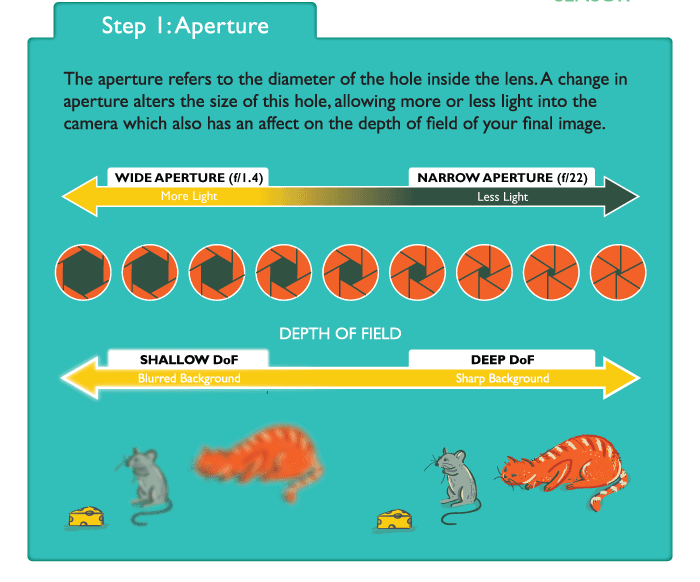 Step 1: Aperture
The aperture refers to the diameter of the hole inside the lens. A change in
aperture alters the size of this hole, allowing more or less light into the
camera which also has an affect on the depth of field of your final image.
WIDE APERTURE (f/1.4)
NARROW APERTURE (f/22)
More Light
Less Light
DEPTH OF FIELD
SHALLOW DoF
DEEP DoF
Blurred Background
Sharp Background